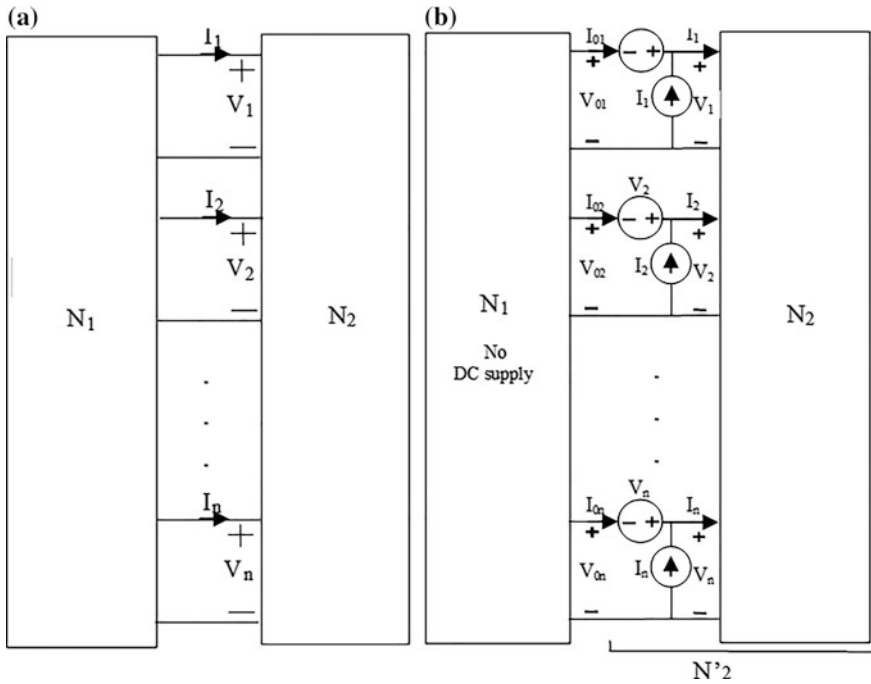 (a)
I₁
+
V₁
—
I₂
+
V₂
—
N₁
N₂
.
.
.
Iₙ
+
Vₙ
—
(b)
I₀₁
- +
I₁
+
V₀₁
I₁
+
V₁
-
-
V₂
I₀₂
- +
I₂
+
V₀₂
I₂
+
V₂
-
-
N₁
No
DC supply
N₂
.
.
.
Vₙ
I₀ₙ
- +
Iₙ
+
V₀ₙ
Iₙ
+
Vₙ
-
-
N'₂